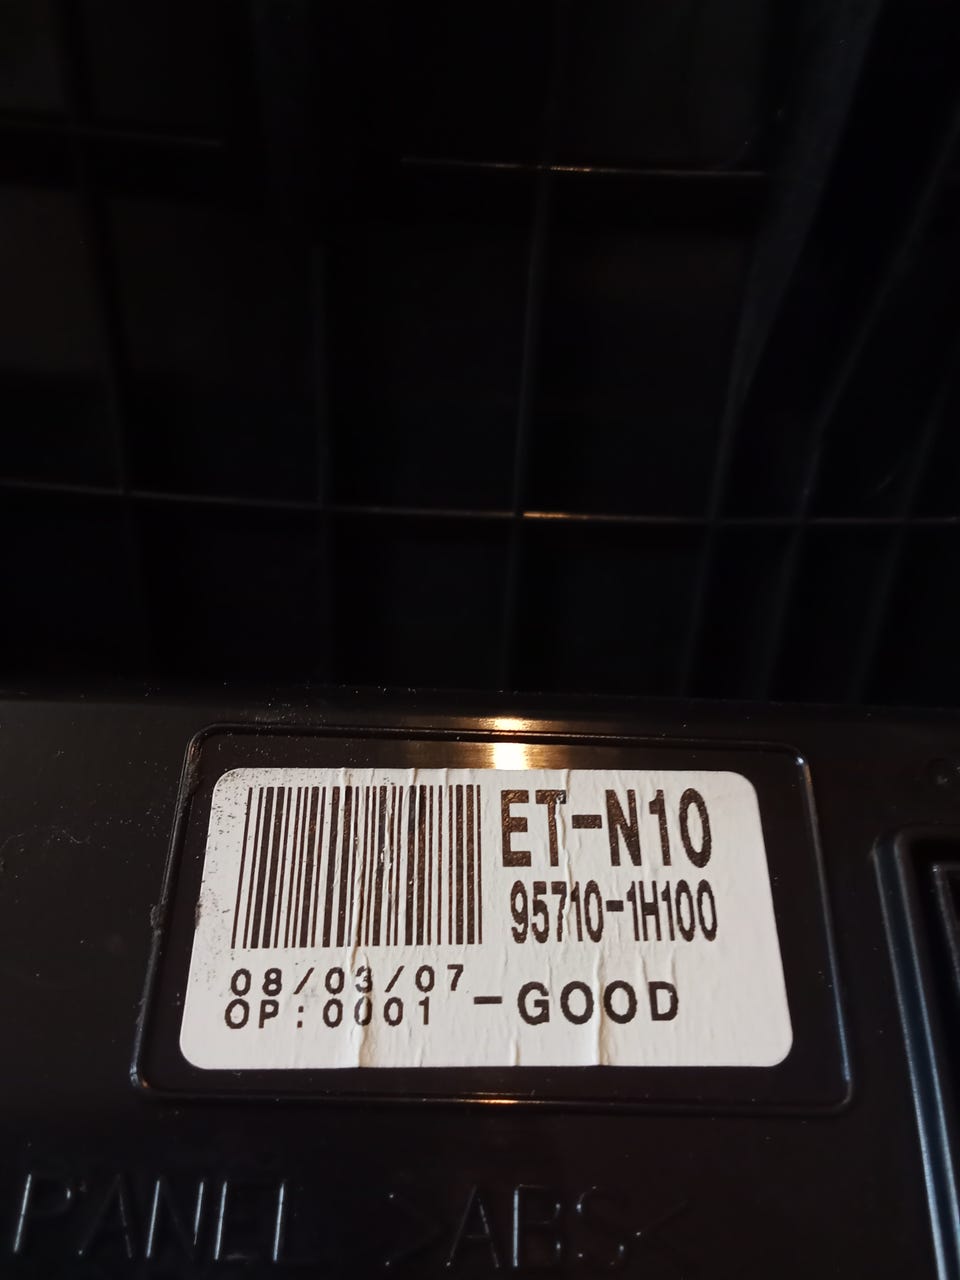 ET-N10
95710-1H100
08/03/07
OP:0001 -GOOD
PANEL >ABS<